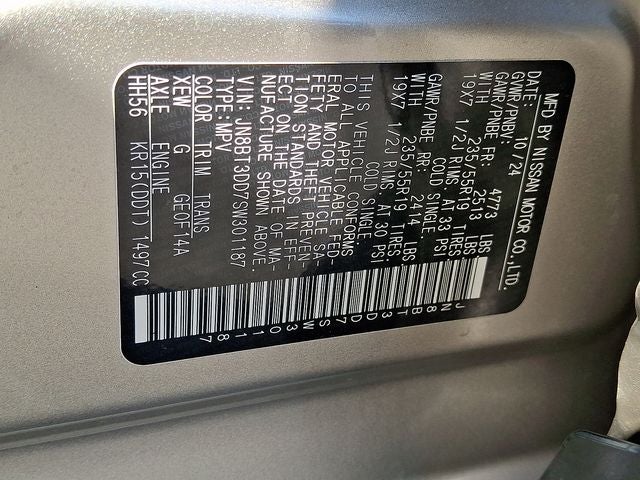 MFD BY NISSAN MOTOR CO.,LTD.
DATE: 10/24
GVWR/PNBV: 4773 LBS
GAWR/PNBE FR: 2513 LBS
WITH 235/55R19 TIRES
19X7 1/2J RIMS AT 33 PSI
COLD SINGLE
GAWR/PNBE RR: 2414 LBS
WITH 235/55R19 TIRES
19X7 1/2J RIMS AT 30 PSI
COLD SINGLE
THIS VEHICLE CONFORMS
TO ALL APPLICABLE FED-
ERAL MOTOR VEHICLE SA-
FETY AND THEFT PREVEN-
TION STANDARDS IN EFF-
ECT ON THE DATE OF MA-
NUFACTURE SHOWN ABOVE.
VIN: JN8BT3DD7SW301187
TYPE:MPV
COLOR TRIM TRANS
XEW G GE0F14A
AXLE ENGINE
HH56 KR15(DDT) 1497CC
JN8BT3DD7SW301187